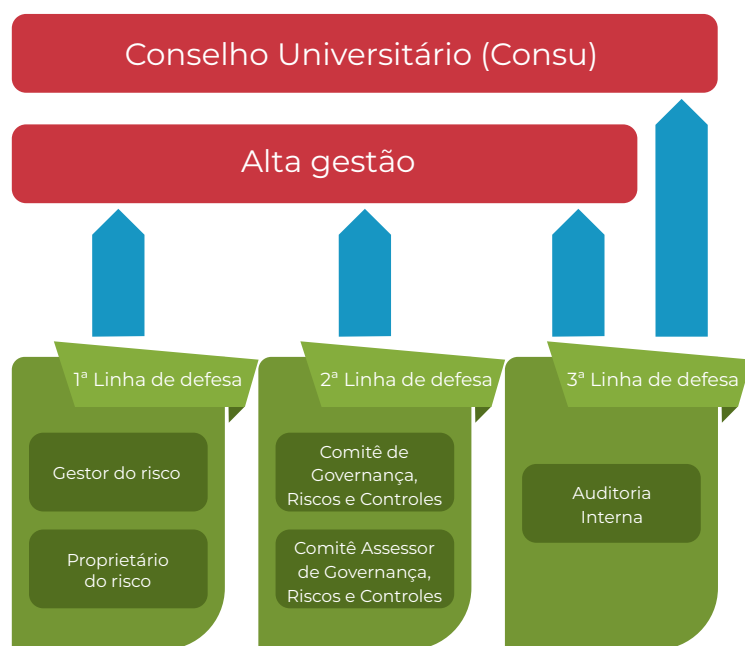 Conselho Universitário (Consu)
Alta gestão
1ª Linha de defesa
Gestor do risco
Proprietário
do risco
2ª Linha de defesa
Comitê de
Governança,
Riscos e Controles
Comitê Assessor
de Governança,
Riscos e Controles
3ª Linha de defesa
Auditoria
Interna